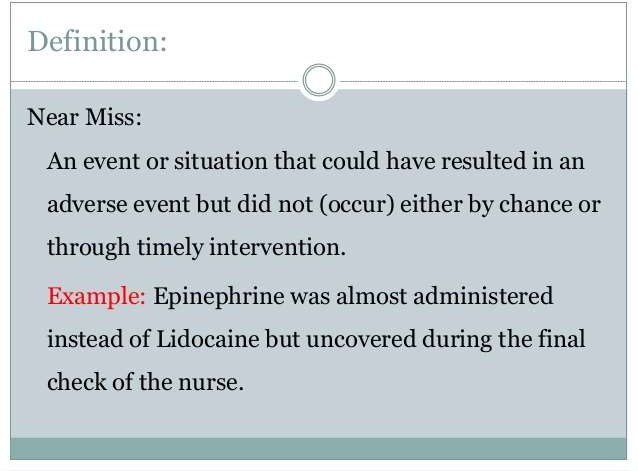 Definition:
Near Miss:
An event or situation that could have resulted in an
adverse event but did not (occur) either by chance or
through timely intervention.
Example: Epinephrine was almost administered
instead of Lidocaine but uncovered during the final
check of the nurse.